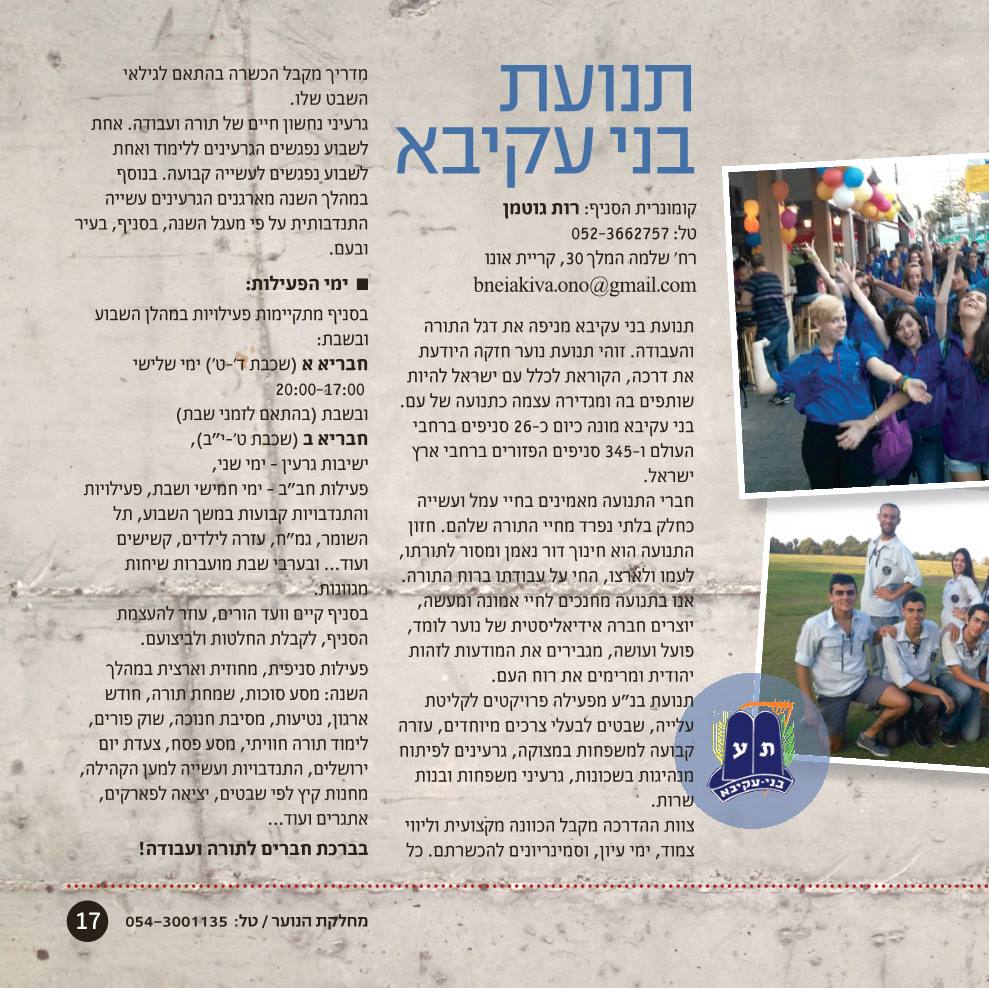 תנועת
בני עקיבא
קומונרית הסניף: רות גוטמן
טל: 052-3662757
רח׳ שלמה המלך 30, קריית אונו
bneiakiva.ono@gmail.com
תנועת בני עקיבא מניפה את דגל התורה
והעבודה. זוהי תנועת נוער חזקה היודעת
את דרכה, הקוראת לכלל עם ישראל להיות
שותפים בה ומגדירה עצמה כתנועה של עם.
בני עקיבא מונה כיום כ-26 סניפים ברחבי
העולם ו-345 סניפים הפזורים ברחבי ארץ
ישראל.
חברי התנועה מאמינים בחיי עמל ועשייה
כחלק בלתי נפרד מחיי התורה שלהם. חזון
התנועה הוא חינוך דור נאמן ומסור לתורתו,
לעמו ולארצו, החי על עבודתו ברוח התורה.
אנו בתנועה מחנכים לחיי אמונה ומעשה,
יוצרים חברה אידיאליסטית של נוער לומד,
פועל ועושה, מגבירים את המודעות לזהות
יהודית ומרימים את רוח העם.
תנועת בנ״ע מפעילה פרויקטים לקליטת
עלייה, שבטים לבעלי צרכים מיוחדים, עזרה
קבועה למשפחות במצוקה, גרעינים לפיתוח
מנהיגות בשכונות, גרעיני משפחות ובנות
שרות.
צוות ההדרכה מקבל הכוונה מקצועית וליווי
צמוד, ימי עיון, וסמינריונים להכשרתם. כל
מדריך מקבל הכשרה בהתאם לגילאי
השבט שלו.
גרעיני נחשון חיים של תורה ועבודה. אחת
לשבוע נפגשים הגרעינים ללימוד ואחת
לשבוע נפגשים לעשייה קבועה. בנוסף
במהלך השנה מארגנים הגרעינים עשייה
התנדבותית על פי מעגל השנה, בסניף, בעיר
ובעם.
■ ימי הפעילות:
בסניף מתקיימות פעילויות במהלן השבוע
ובשבת:
חבריא א (שכבת ד׳-ט׳) ימי שלישי
20:00-17:00
ובשבת (בהתאם לזמני שבת)
חבריא ב (שכבת ט׳-י״ב),
ישיבות גרעין - ימי שני,
פעילות חב״ב - ימי חמישי ושבת, פעילויות
והתנדבויות קבועות במשך השבוע, תל
השומר, גמ״ח, עזרה לילדים, קשישים
ועוד... ובערבי שבת מועברות שיחות
מגוונות.
בסניף קיים וועד הורים, עוזר להעצמת
הסניף, לקבלת החלטות ולביצועם.
פעילות סניפית, מחוזית וארצית במהלך
השנה: מסע סוכות, שמחת תורה, חודש
ארגון, נטיעות, מסיבת חנוכה, שוק פורים,
לימוד תורה חוויתי, מסע פסח, צעדת יום
ירושלים, התנדבויות ועשייה למען הקהילה,
מחנות קיץ לפי שבטים, יציאה לפארקים,
אתגרים ועוד...
בברכת חברים לתורה ועבודה!
ת ע
בני-עקיבא
מחלקת הנוער / טל: 054-3001135
17